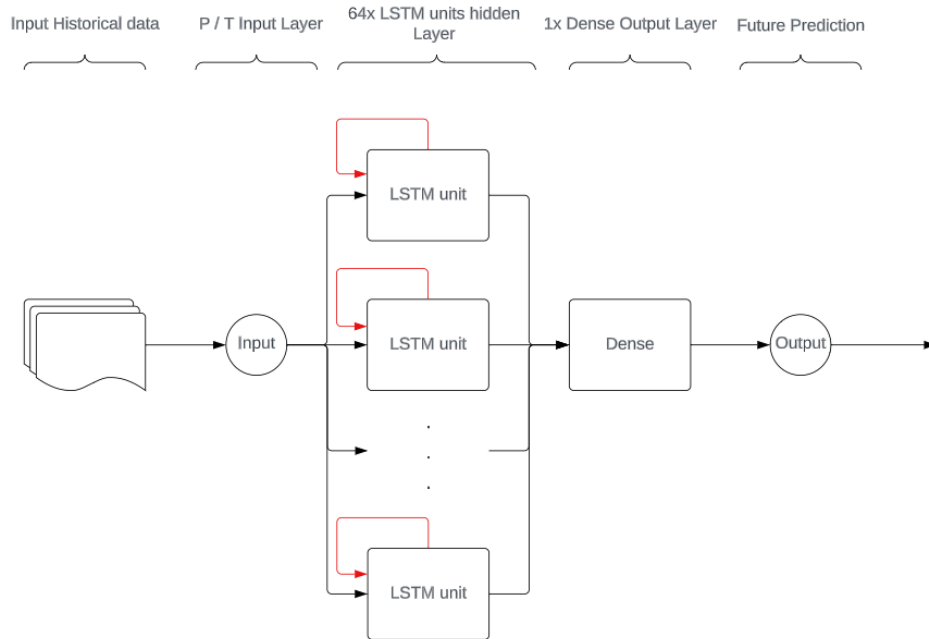 Input Historical data
P / T Input Layer
64x LSTM units hidden
Layer
1x Dense Output Layer
Future Prediction
LSTM unit
Input
LSTM unit
Dense
Output
.
.
.
LSTM unit